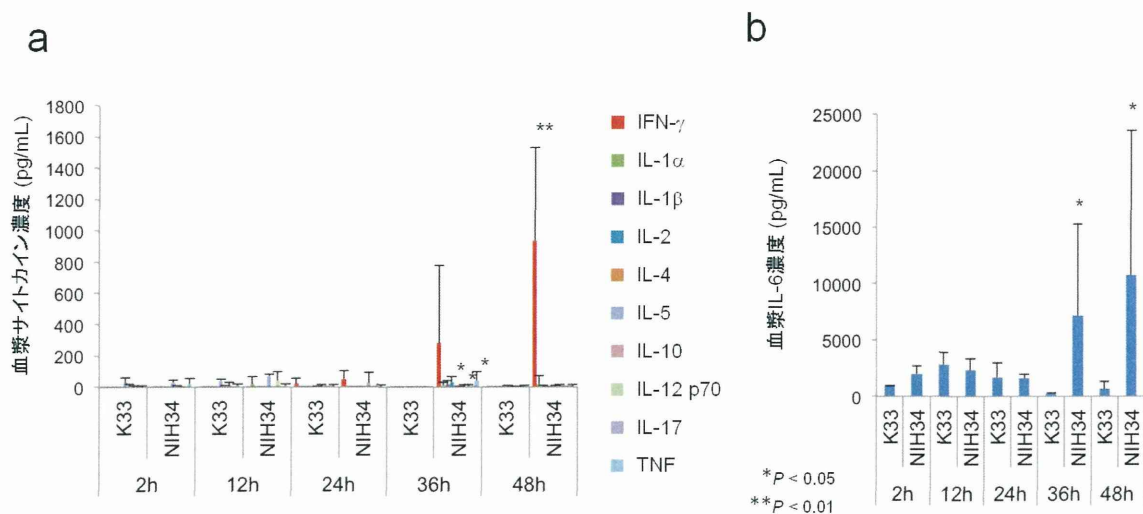 a
血漿サイトカイン濃度 (pg/mL)
1800
1600
1400
1200
1000
800
600
400
200
0
**
*
*
*
K33
NIH34
K33
NIH34
K33
NIH34
K33
NIH34
K33
NIH34
2h
12h
24h
36h
48h
IFN-γ
IL-1α
IL-1β
IL-2
IL-4
IL-5
IL-10
IL-12 p70
IL-17
TNF
b
血漿IL-6濃度 (pg/mL)
25000
20000
15000
10000
5000
0
*
*
K33
NIH34
K33
NIH34
K33
NIH34
K33
NIH34
K33
NIH34
2h
12h
24h
36h
48h
*P < 0.05
**P < 0.01